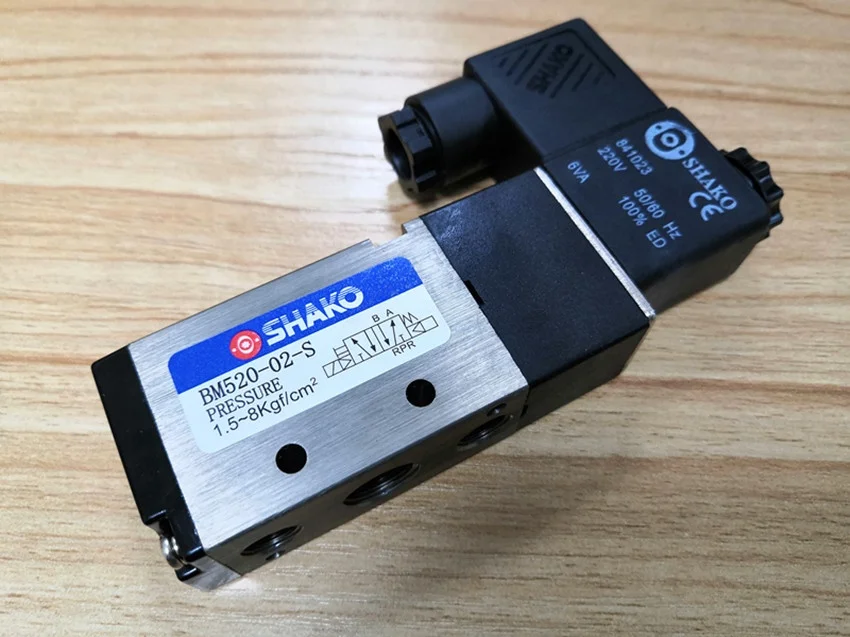 SHAKO
SHAKO
841023
220V 50/60 Hz
6VA 100% ED
CE
SHAKO
BM520-02-S
PRESSURE
1.5~8Kgf/cm²
B A
RPR